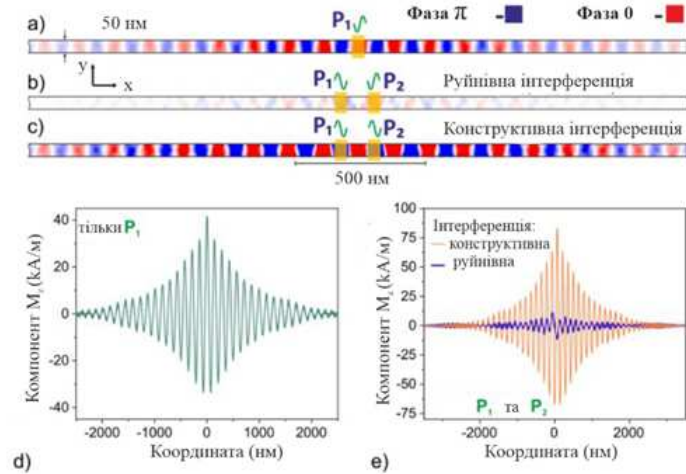 Фаза π - Фаза 0 -
P₁
a)
50 нм
y
x
b)
P₁ P₂ Руйнівна інтерференція
c)
P₁ P₂ Конструктивна інтерференція
500 нм
тільки P₁
Компонент Mz (kA/м)
40
20
0
-20
-40
-2000 -1000 0 1000 2000
Координата (нм)
d)
Інтерференція:
конструктивна
руйнівна
Компонент Mz (kA/м)
100
75
50
25
0
-25
-50
-75
P₁ та P₂
-2000 0 2000
Координата (нм)
e)